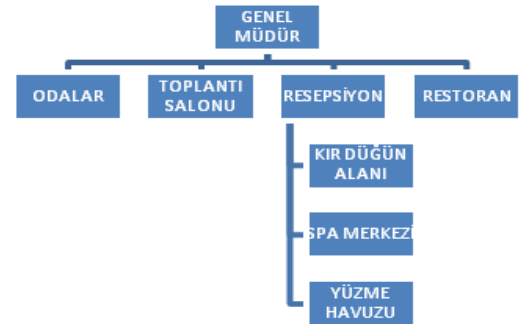 GENEL
MÜDÜR
ODALAR
TOPLANTI
SALONU
RESEPSİYON
RESTORAN
KIR DÜĞÜN
ALANI
SPA MERKEZİ
YÜZME
HAVUZU